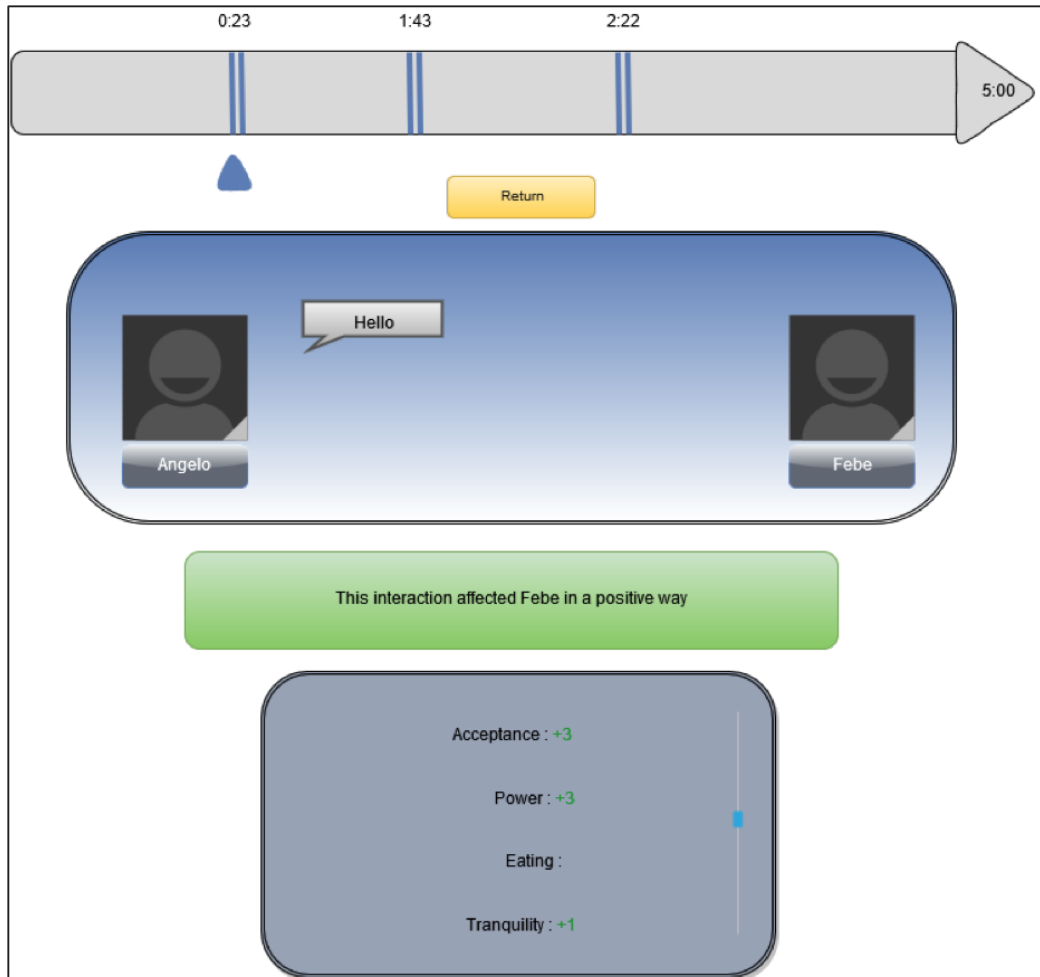 0:23 1:43 2:22
5:00
Return
Hello
Angelo Febe
This interaction affected Febe in a positive way
Acceptance : +3
Power : +3
Eating :
Tranquility : +1